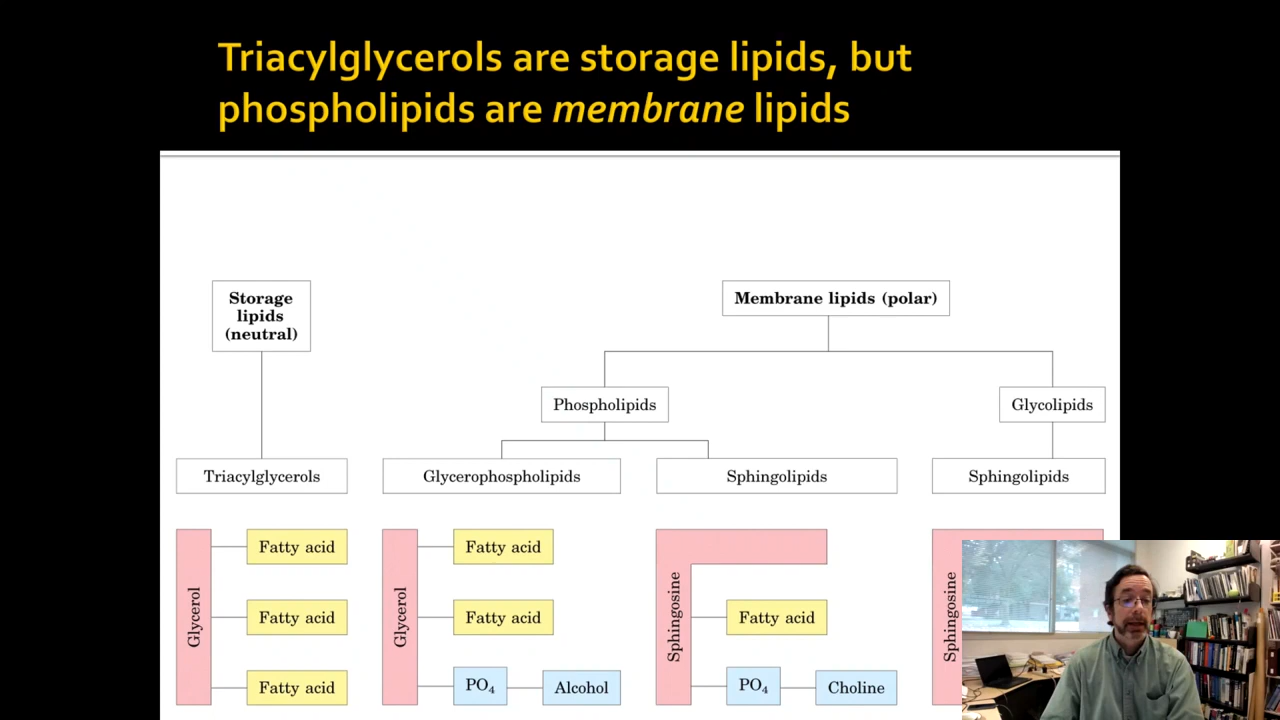 Triacylglycerols are storage lipids, but
phospholipids are membrane lipids
Storage
lipids
(neutral)
Membrane lipids (polar)
Phospholipids
Glycolipids
Triacylglycerols
Glycerophospholipids
Sphingolipids
Sphingolipids
Glycerol
Fatty acid
Fatty acid
Fatty acid
Glycerol
Fatty acid
Fatty acid
PO₄
Alcohol
Sphingosine
Fatty acid
PO₄
Choline
Sphingosine